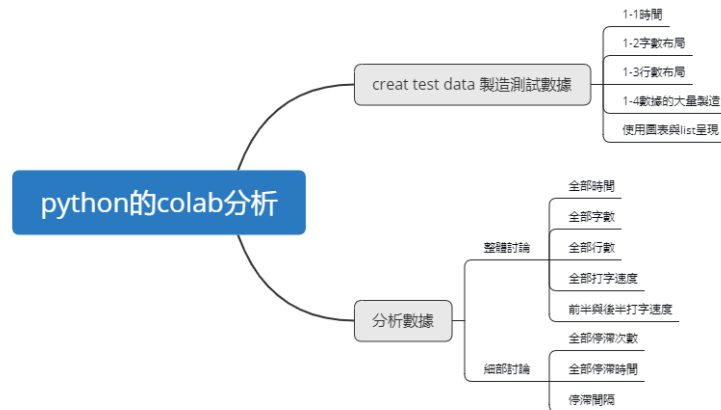 python的colab分析
creat test data 製造測試數據
1-1時間
1-2字數布局
1-3行數布局
1-4數據的大量製造
使用圖表與list呈現
分析數據
整體討論
全部時間
全部字數
全部行數
全部打字速度
前半與後半打字速度
細部討論
全部停滯次數
全部停滯時間
停滯間隔